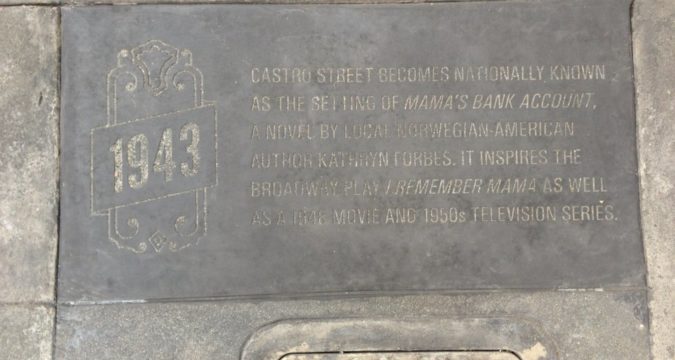 1943
CASTRO STREET BECOMES NATIONALLY KNOWN
AS THE SETTING OF MAMA'S BANK ACCOUNT,
A NOVEL BY LOCAL NORWEGIAN-AMERICAN
AUTHOR KATHRYN FORBES. IT INSPIRES THE
BROADWAY PLAY I REMEMBER MAMA AS WELL
AS A 1948 MOVIE AND 1950s TELEVISION SERIES.